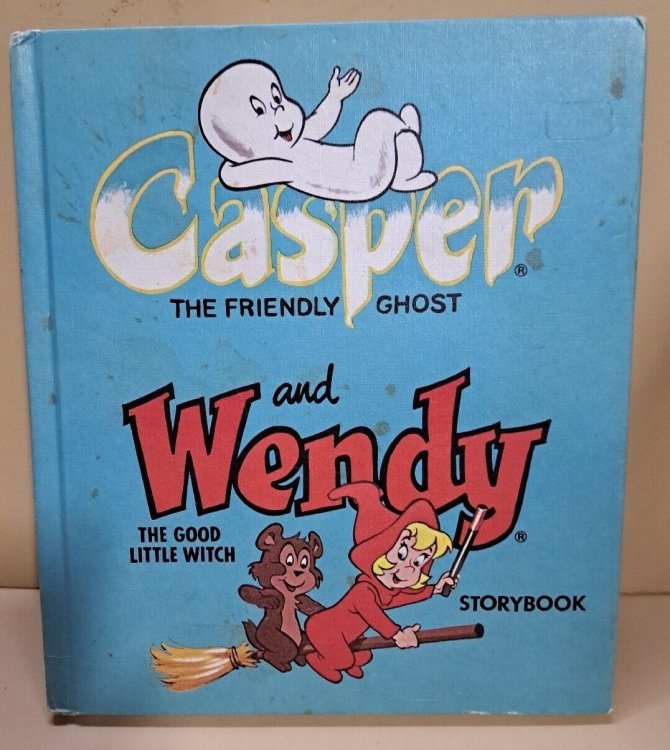 Casper®
THE FRIENDLY GHOST
and
Wendy®
THE GOOD
LITTLE WITCH
STORYBOOK